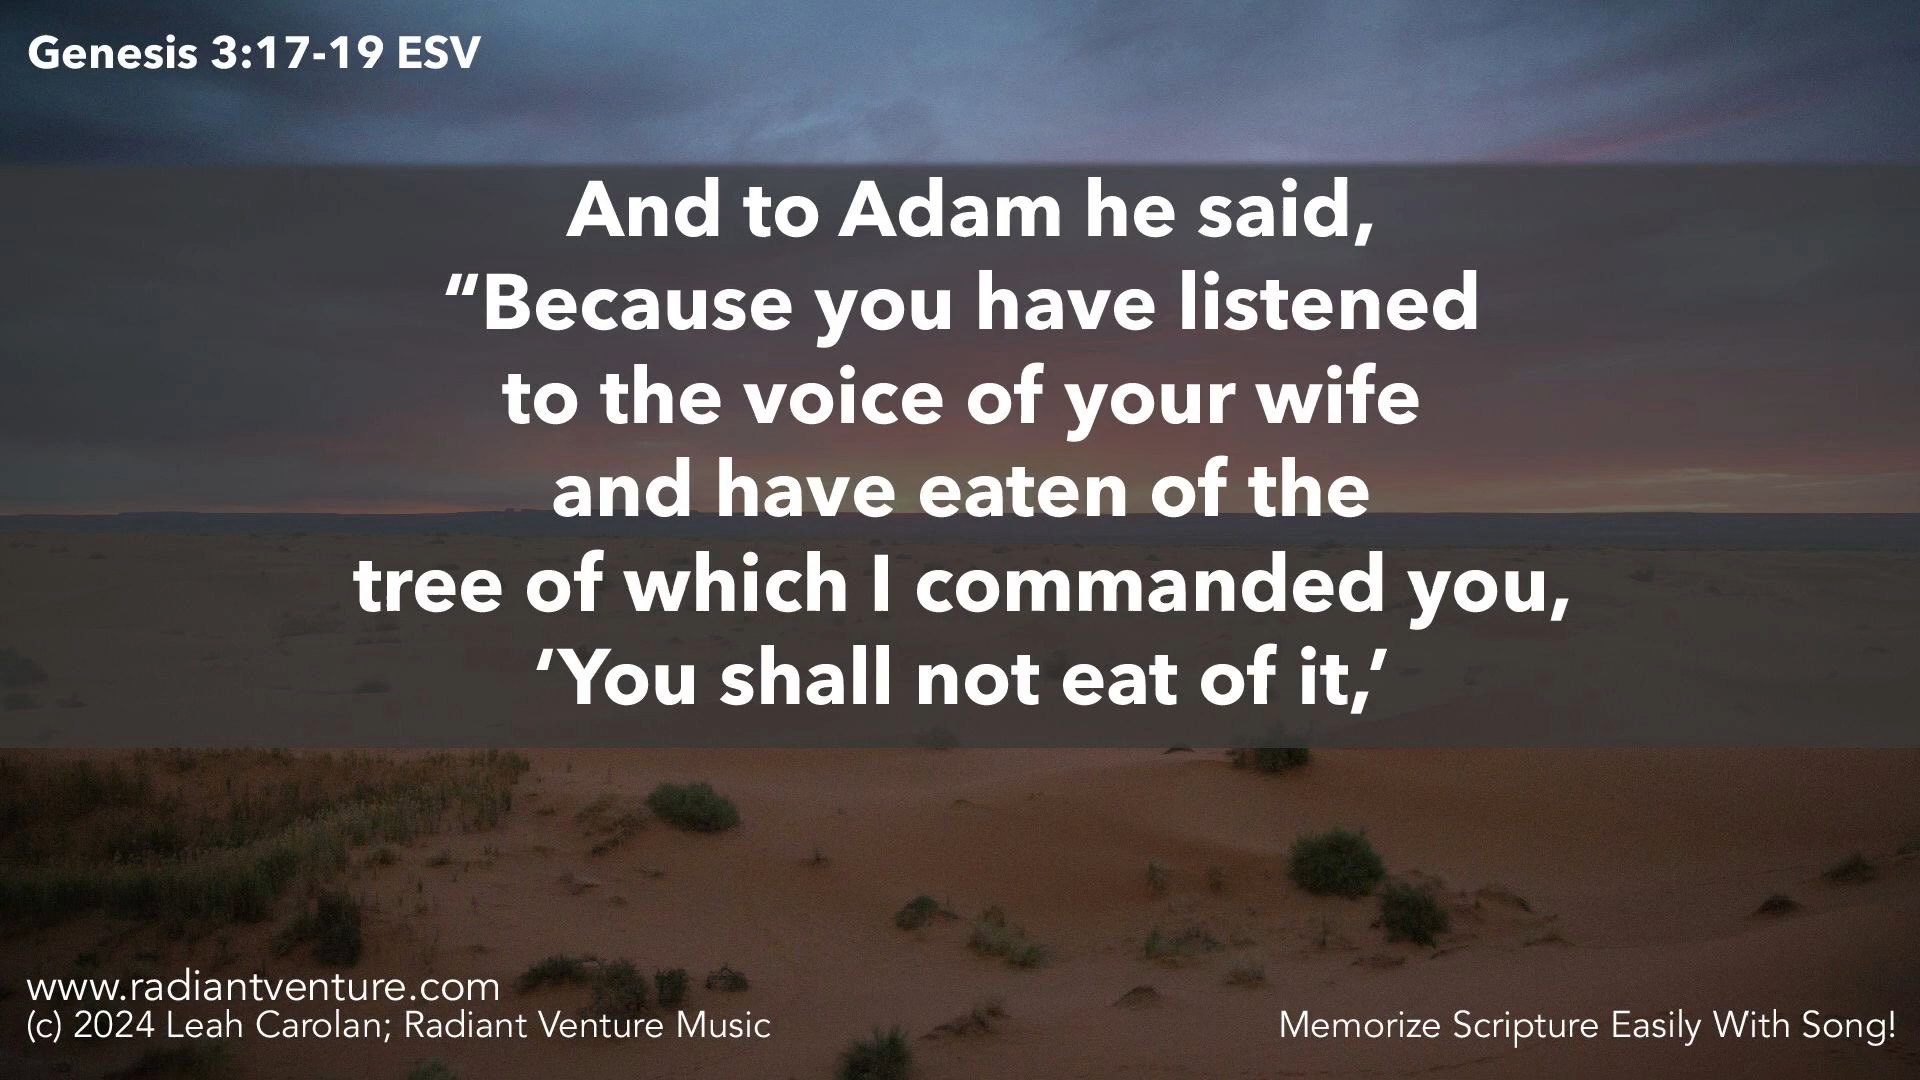 Genesis 3:17-19 ESV
And to Adam he said,
“Because you have listened
to the voice of your wife
and have eaten of the
tree of which I commanded you,
‘You shall not eat of it,’
www.radiantventure.com
(c) 2024 Leah Carolan; Radiant Venture Music
Memorize Scripture Easily With Song!